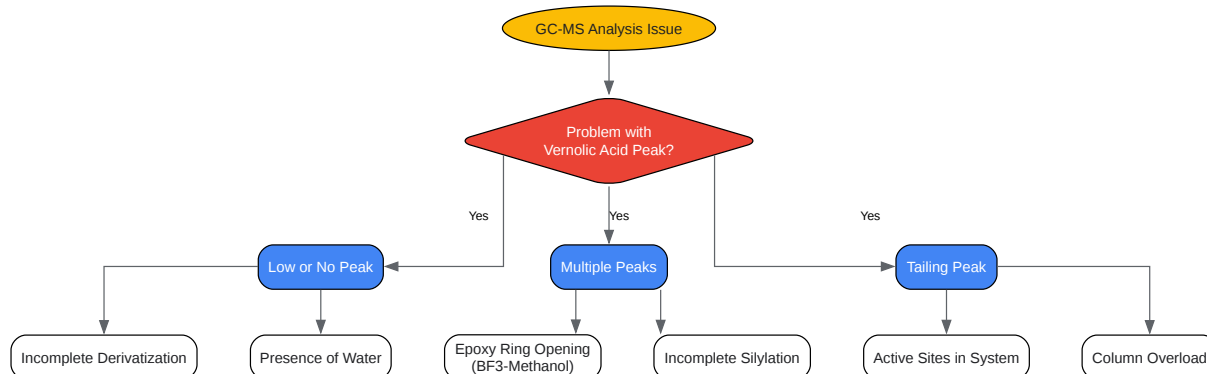 GC-MS Analysis Issue
Problem with
Vernolic Acid Peak?
Yes
Yes
Yes
Low or No Peak
Multiple Peaks
Tailing Peak
Incomplete Derivatization
Presence of Water
Epoxy Ring Opening
(BF3-Methanol)
Incomplete Silylation
Active Sites in System
Column Overload